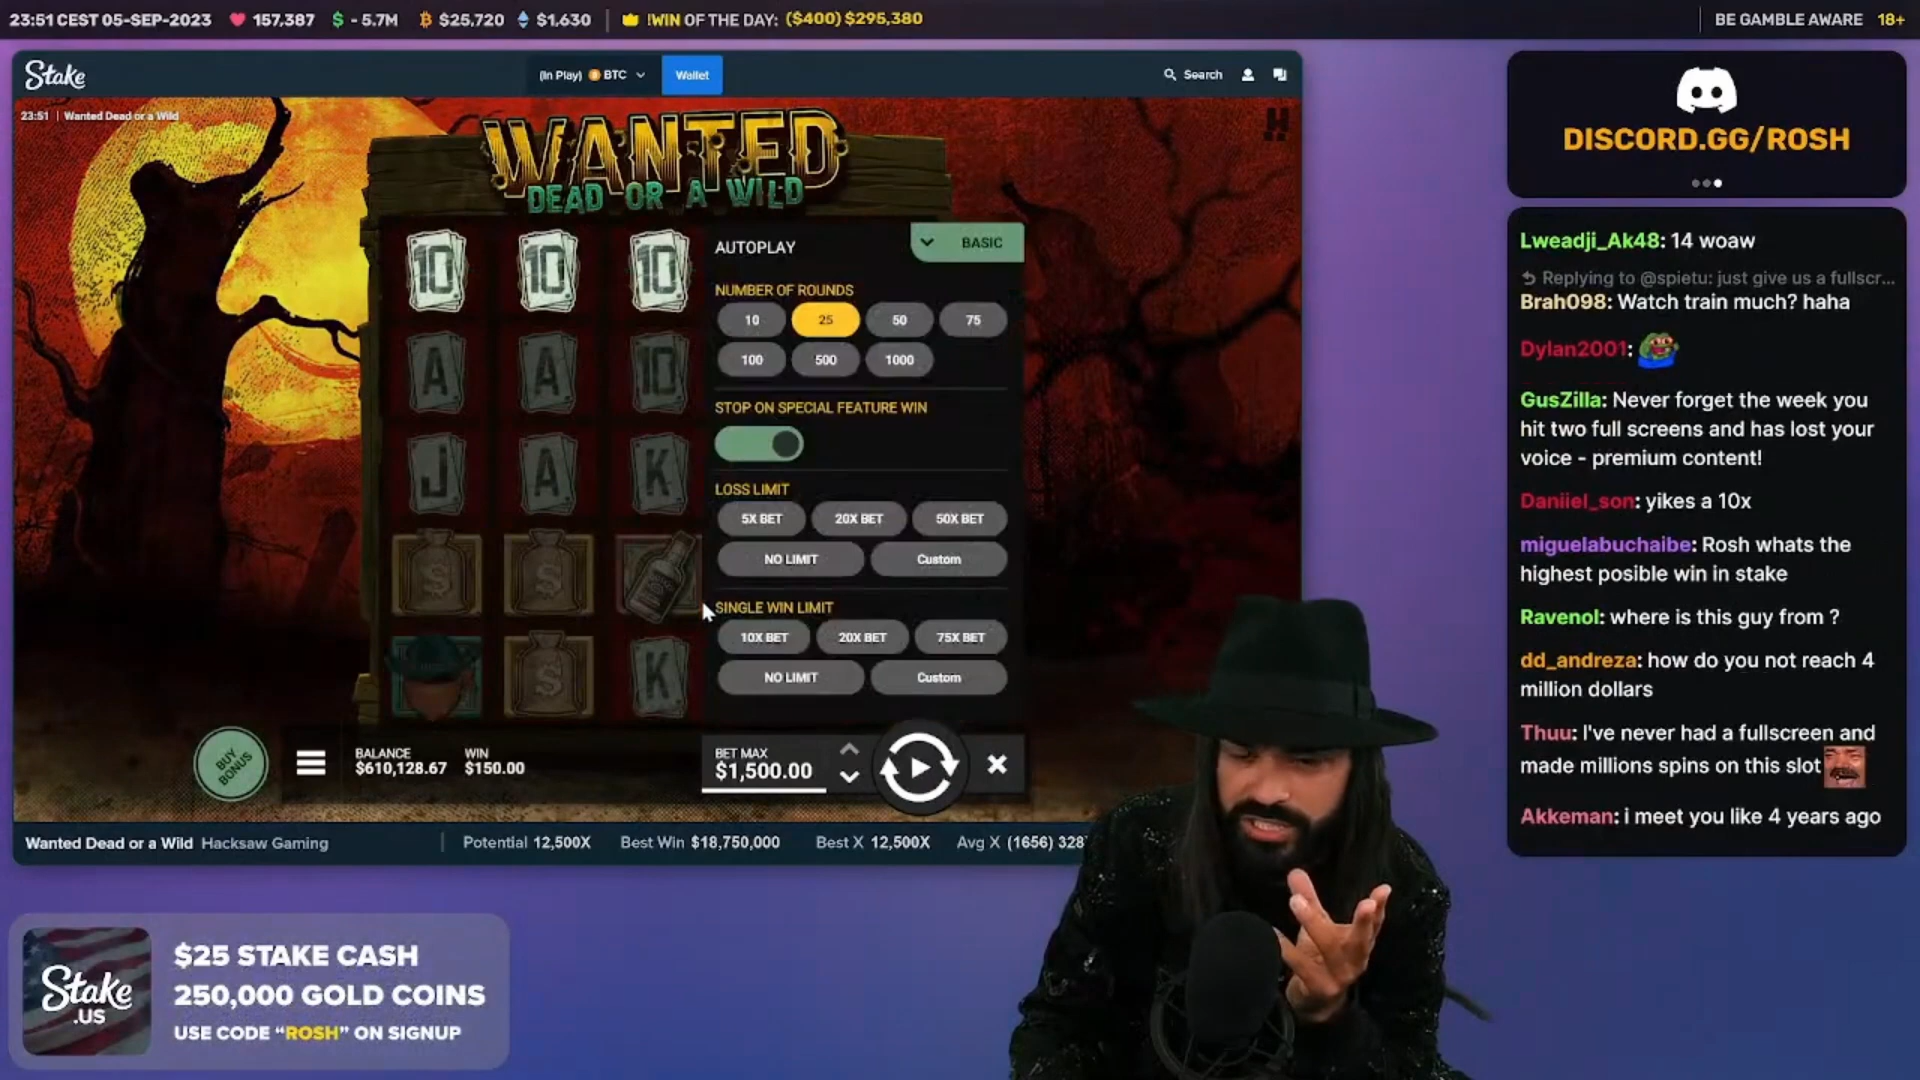 23:51 CEST 05-SEP-2023 157,387 $ - 5.7M $25,720 $1,630 !WIN OF THE DAY: ($400) $295,380
BE GAMBLE AWARE 18+
Stake
(In Play) BTC
Wallet
Search
23:51 | Wanted Dead or a Wild
WANTED
DEAD OR A WILD
AUTOPLAY
BASIC
NUMBER OF ROUNDS
10 25 50 75
100 500 1000
STOP ON SPECIAL FEATURE WIN
LOSS LIMIT
5X BET 20X BET 50X BET
NO LIMIT Custom
SINGLE WIN LIMIT
10X BET 20X BET 75X BET
NO LIMIT Custom
10 10 10
A A 10
J A K
$ $
$ K
BUY BONUS
BALANCE
$610,128.67
WIN
$150.00
BET MAX
$1,500.00
Wanted Dead or a Wild Hacksaw Gaming
Potential 12,500X Best Win $18,750,000 Best X 12,500X Avg X (1656) 328
Stake
.US
$25 STAKE CASH
250,000 GOLD COINS
USE CODE “ROSH” ON SIGNUP
DISCORD.GG/ROSH
Lweadji_Ak48: 14 woaw
Replying to @spietu: just give us a fullscr...
Brah098: Watch train much? haha
Dylan2001:
GusZilla: Never forget the week you
hit two full screens and has lost your
voice - premium content!
Daniiel_son: yikes a 10x
miguelabuchaibe: Rosh whats the
highest posible win in stake
Ravenol: where is this guy from ?
dd_andreza: how do you not reach 4
million dollars
Thuu: I've never had a fullscreen and
made millions spins on this slot
Akkeman: i meet you like 4 years ago